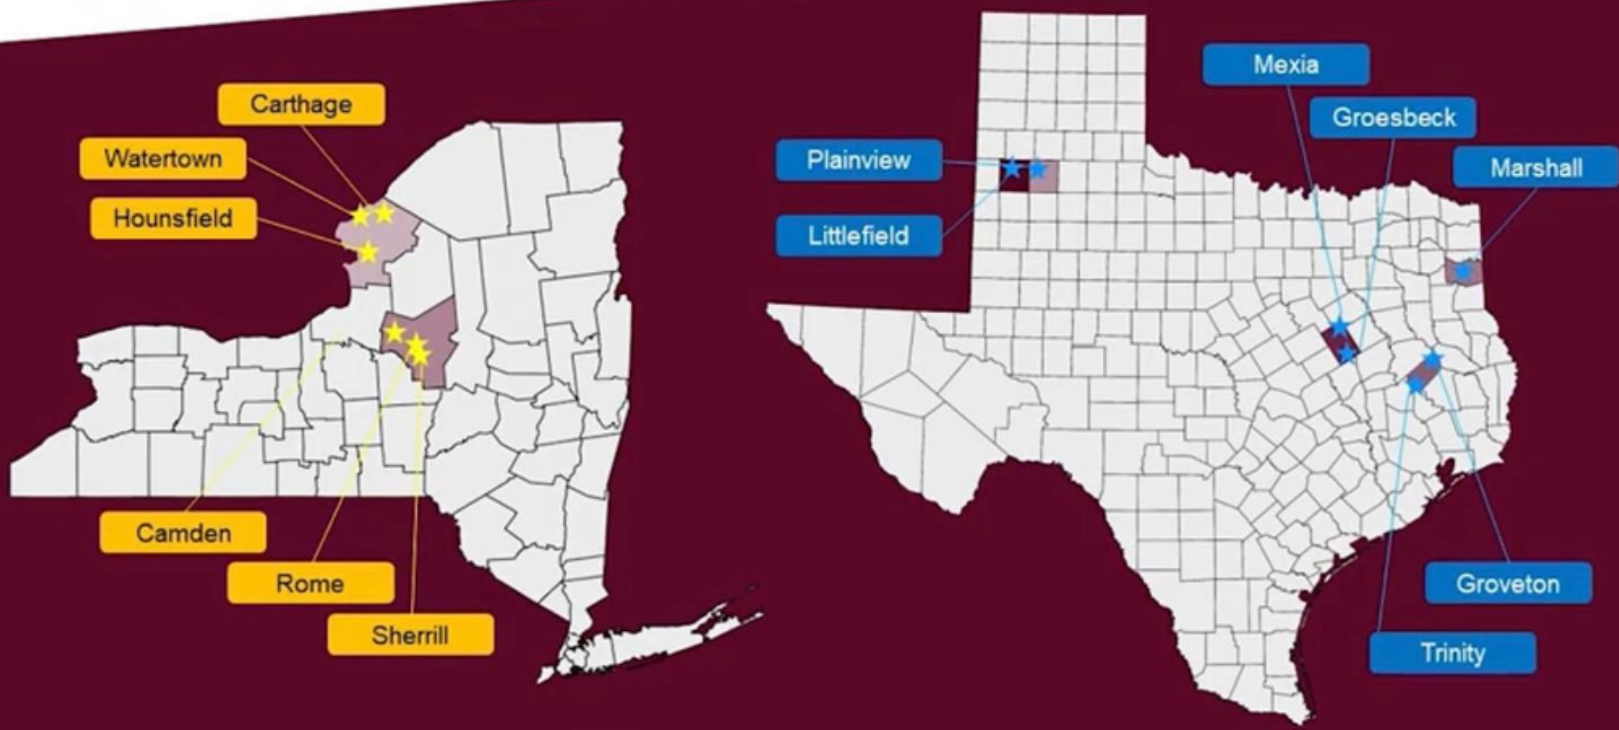 Carthage
Watertown
Hounsfield
Camden
Rome
Sherrill
Mexia
Groesbeck
Marshall
Plainview
Littlefield
Groveton
Trinity